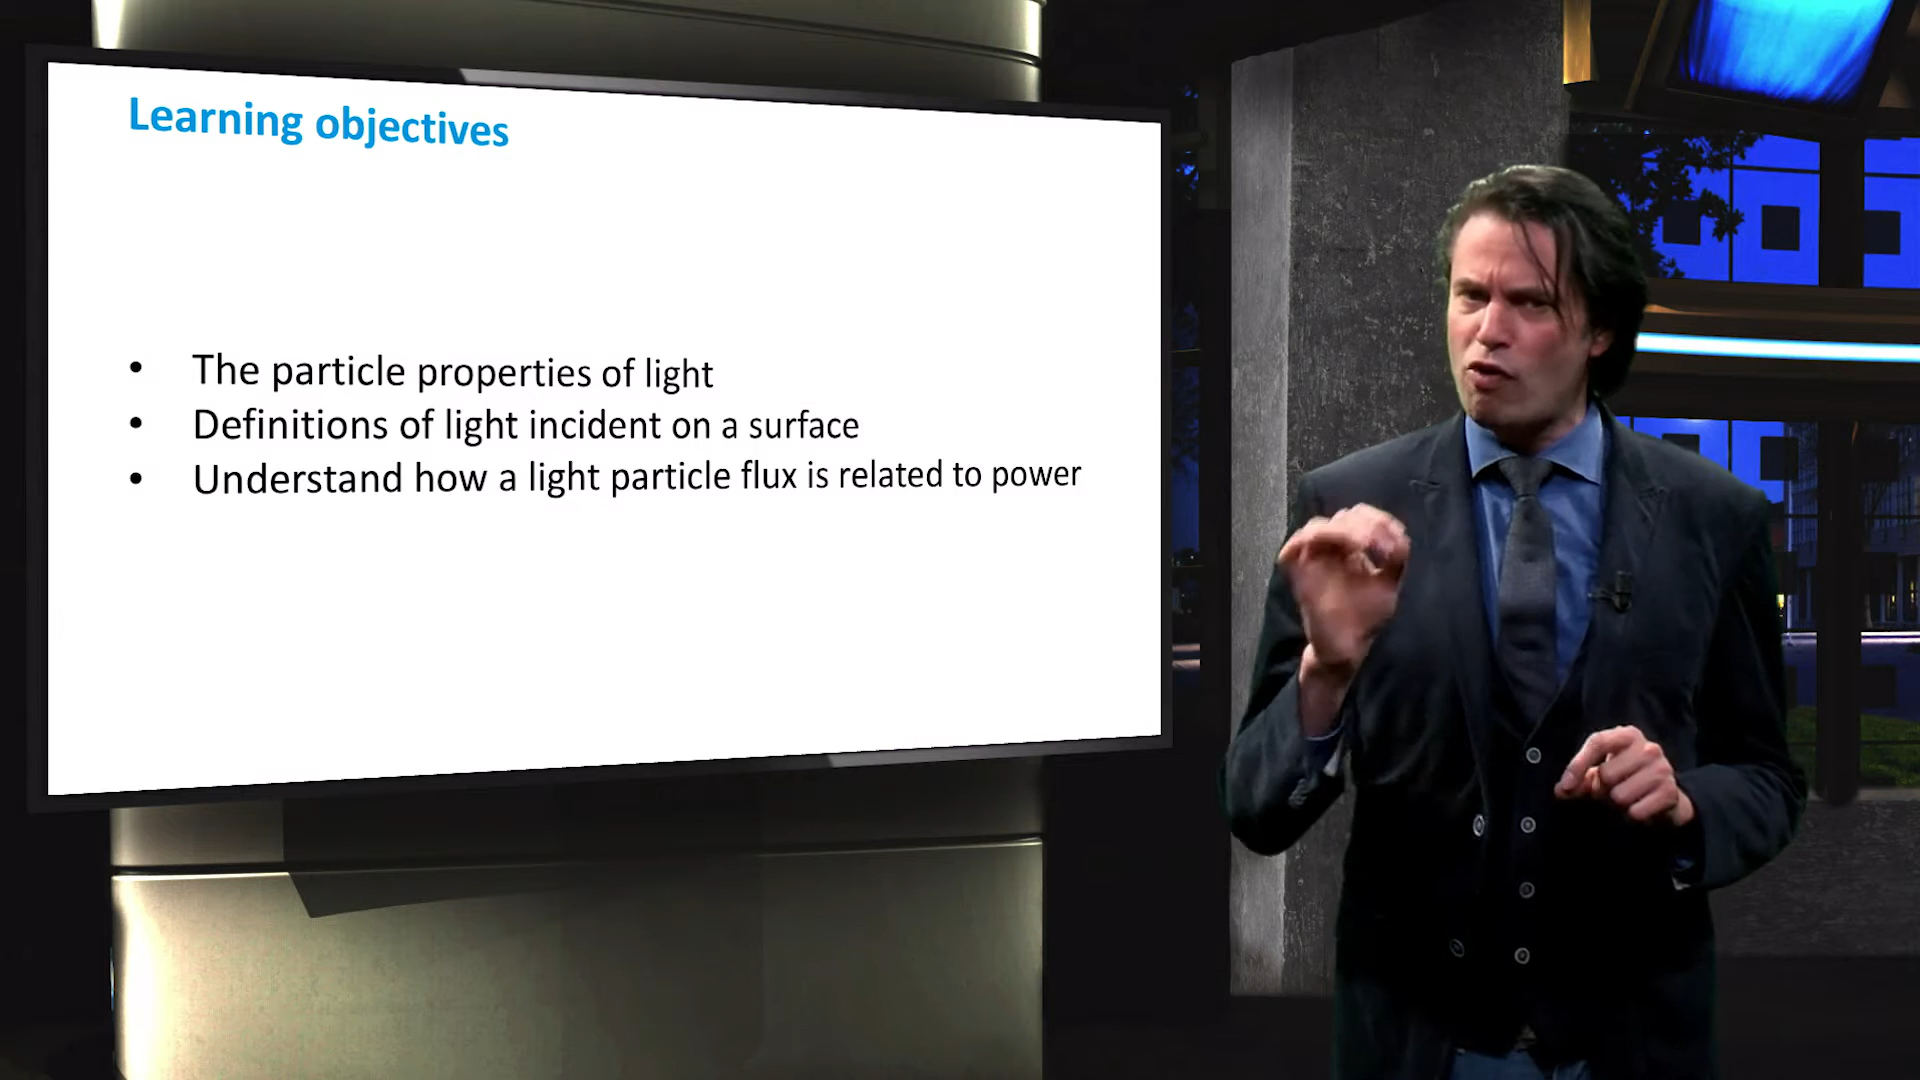 Learning objectives
• The particle properties of light
• Definitions of light incident on a surface
• Understand how a light particle flux is related to power